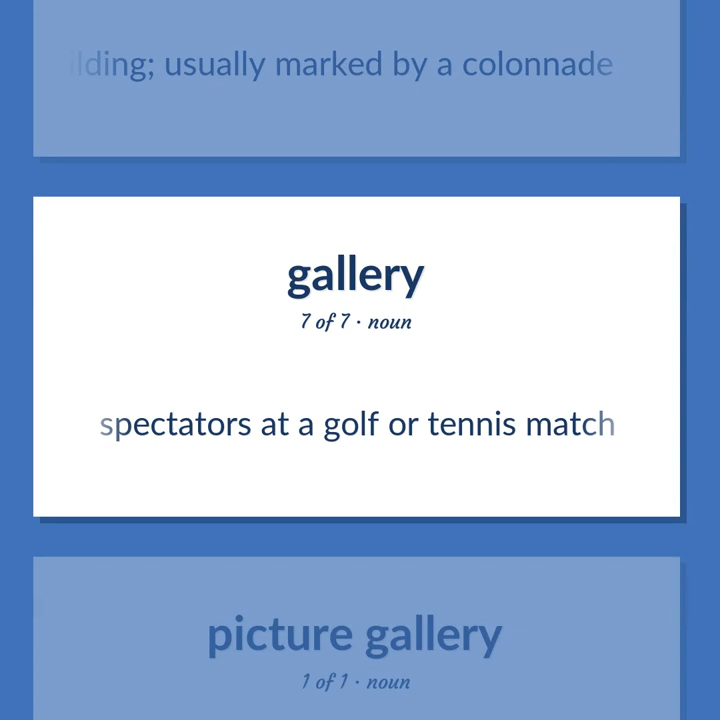 lding; usually marked by a colonnade
gallery
7 of 7 · noun
spectators at a golf or tennis match
picture gallery
1 of 1 · noun